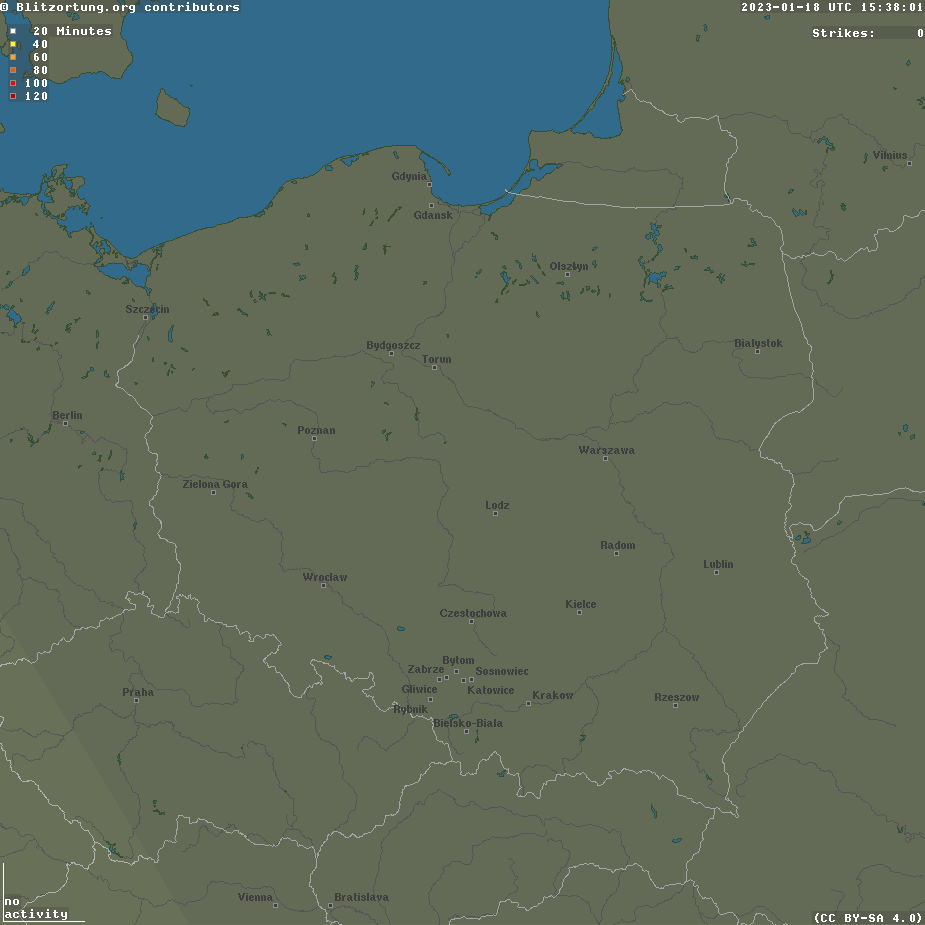 © Blitzortung.org contributors
2023-01-18 UTC 15:38:01
20 Minutes
Strikes: 0
40
60
80
100
120
Vilnius
Gdynia
Gdansk
Olsztyn
Szczecin
Bydgoszcz
Torun
Bialystok
Berlin
Poznan
Warszawa
Zielona Gora
Lodz
Radom
Lublin
Wroclaw
Kielce
Czestochowa
Bytom
Zabrze
Sosnowiec
Gliwice
Katowice
Praha
Krakow
Rzeszow
Rybnik
Bielsko-Biala
Vienna
Bratislava
no
activity
(CC BY-SA 4.0)